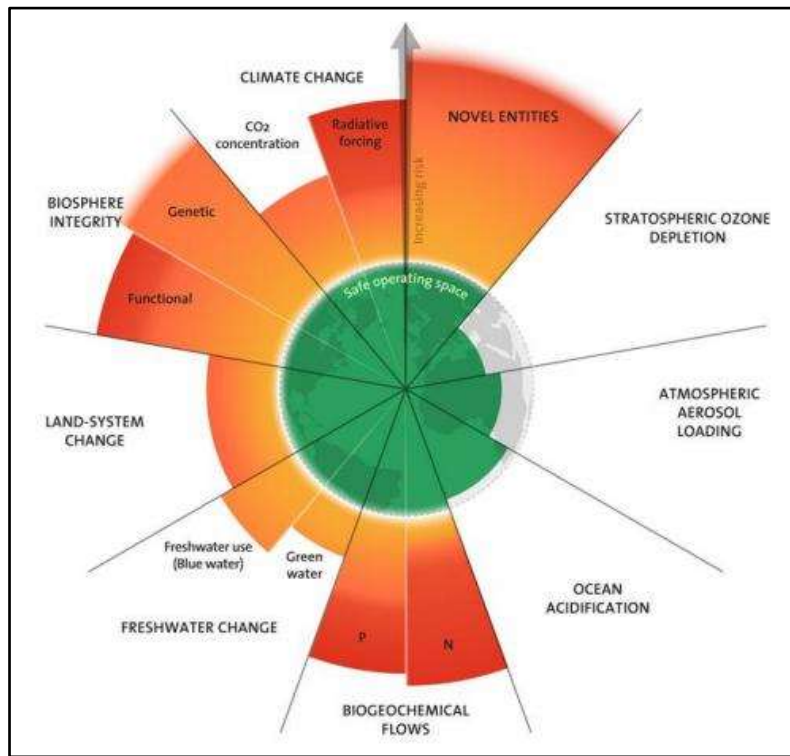 CLIMATE CHANGE
CO2
concentration
Radiative
forcing
Increasing risk
NOVEL ENTITIES
BIOSPHERE
INTEGRITY
Genetic
Functional
STRATOSPHERIC OZONE
DEPLETION
Safe operating space
LAND-SYSTEM
CHANGE
ATMOSPHERIC
AEROSOL
LOADING
Freshwater use
(Blue water)
Green
water
FRESHWATER CHANGE
P
N
OCEAN
ACIDIFICATION
BIOGEOCHEMICAL
FLOWS